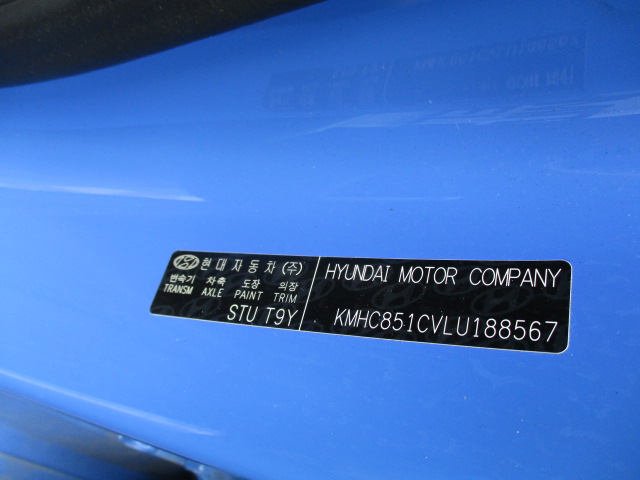 현대자동차(주)
변속기 차축 도장 외장
TRANSM AXLE PAINT TRIM
STU T9Y
HYUNDAI MOTOR COMPANY
KMHC851CVLU188567